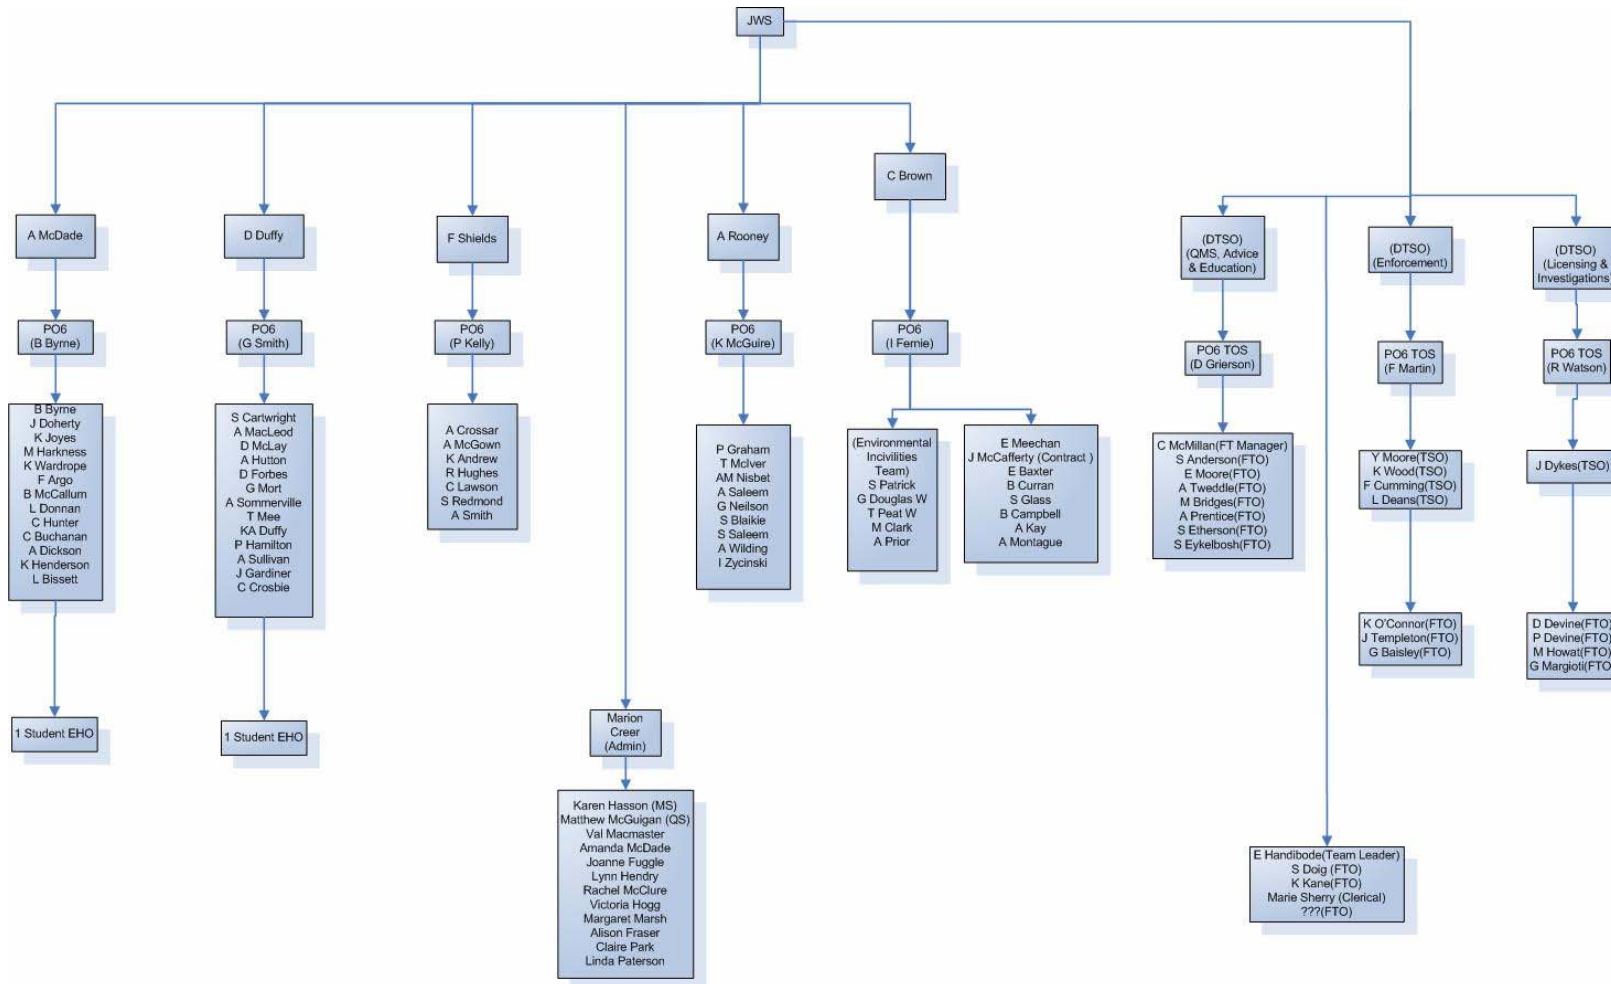 JWS
A McDade
PO6
(B Byrne)
B Byrne
J Doherty
K Joyes
M Harkness
K Wardrope
F Argo
B McCallum
L Donnan
C Hunter
C Buchanan
A Dickson
K Henderson
L Bissett
1 Student EHO
D Duffy
PO6
(G Smith)
S Cartwright
A MacLeod
D McLay
A Hutton
D Forbes
G Mort
A Sommerville
T Mee
KA Duffy
P Hamilton
A Sullivan
J Gardiner
C Crosbie
1 Student EHO
F Shields
PO6
(P Kelly)
A Crossar
A McGown
K Andrew
R Hughes
C Lawson
S Redmond
A Smith
Marion
Creer
(Admin)
Karen Hasson (MS)
Matthew McGuigan (QS)
Val Macmaster
Amanda McDade
Joanne Fuggle
Lynn Hendry
Rachel McClure
Victoria Hogg
Margaret Marsh
Alison Fraser
Claire Park
Linda Paterson
A Rooney
PO6
(K McGuire)
P Graham
T McIver
AM Nisbet
A Saleem
G Neilson
S Blaikie
S Saleem
A Wilding
I Zycinski
C Brown
PO6
(I Fernie)
(Environmental
Incivilities
Team)
S Patrick
G Douglas W
T Peat W
M Clark
A Prior
E Meechan
J McCafferty (Contract )
E Baxter
B Curran
S Glass
B Campbell
A Kay
A Montague
(DTSO)
(QMS, Advice
& Education)
PO6 TOS
(D Grierson)
C McMillan(FT Manager)
S Anderson(FTO)
E Moore(FTO)
A Tweddle(FTO)
M Bridges(FTO)
A Prentice(FTO)
S Etherson(FTO)
S Eykelbosh(FTO)
E Handibode(Team Leader)
S Doig (FTO)
K Kane(FTO)
Marie Sherry (Clerical)
???(FTO)
(DTSO)
(Enforcement)
PO6 TOS
(F Martin)
Y Moore(TSO)
K Wood(TSO)
F Cumming(TSO)
L Deans(TSO)
K O'Connor(FTO)
J Templeton(FTO)
G Baisley(FTO)
(DTSO)
(Licensing &
Investigations)
PO6 TOS
(R Watson)
J Dykes(TSO)
D Devine(FTO)
P Devine(FTO)
M Howat(FTO)
G Margioti(FTO)